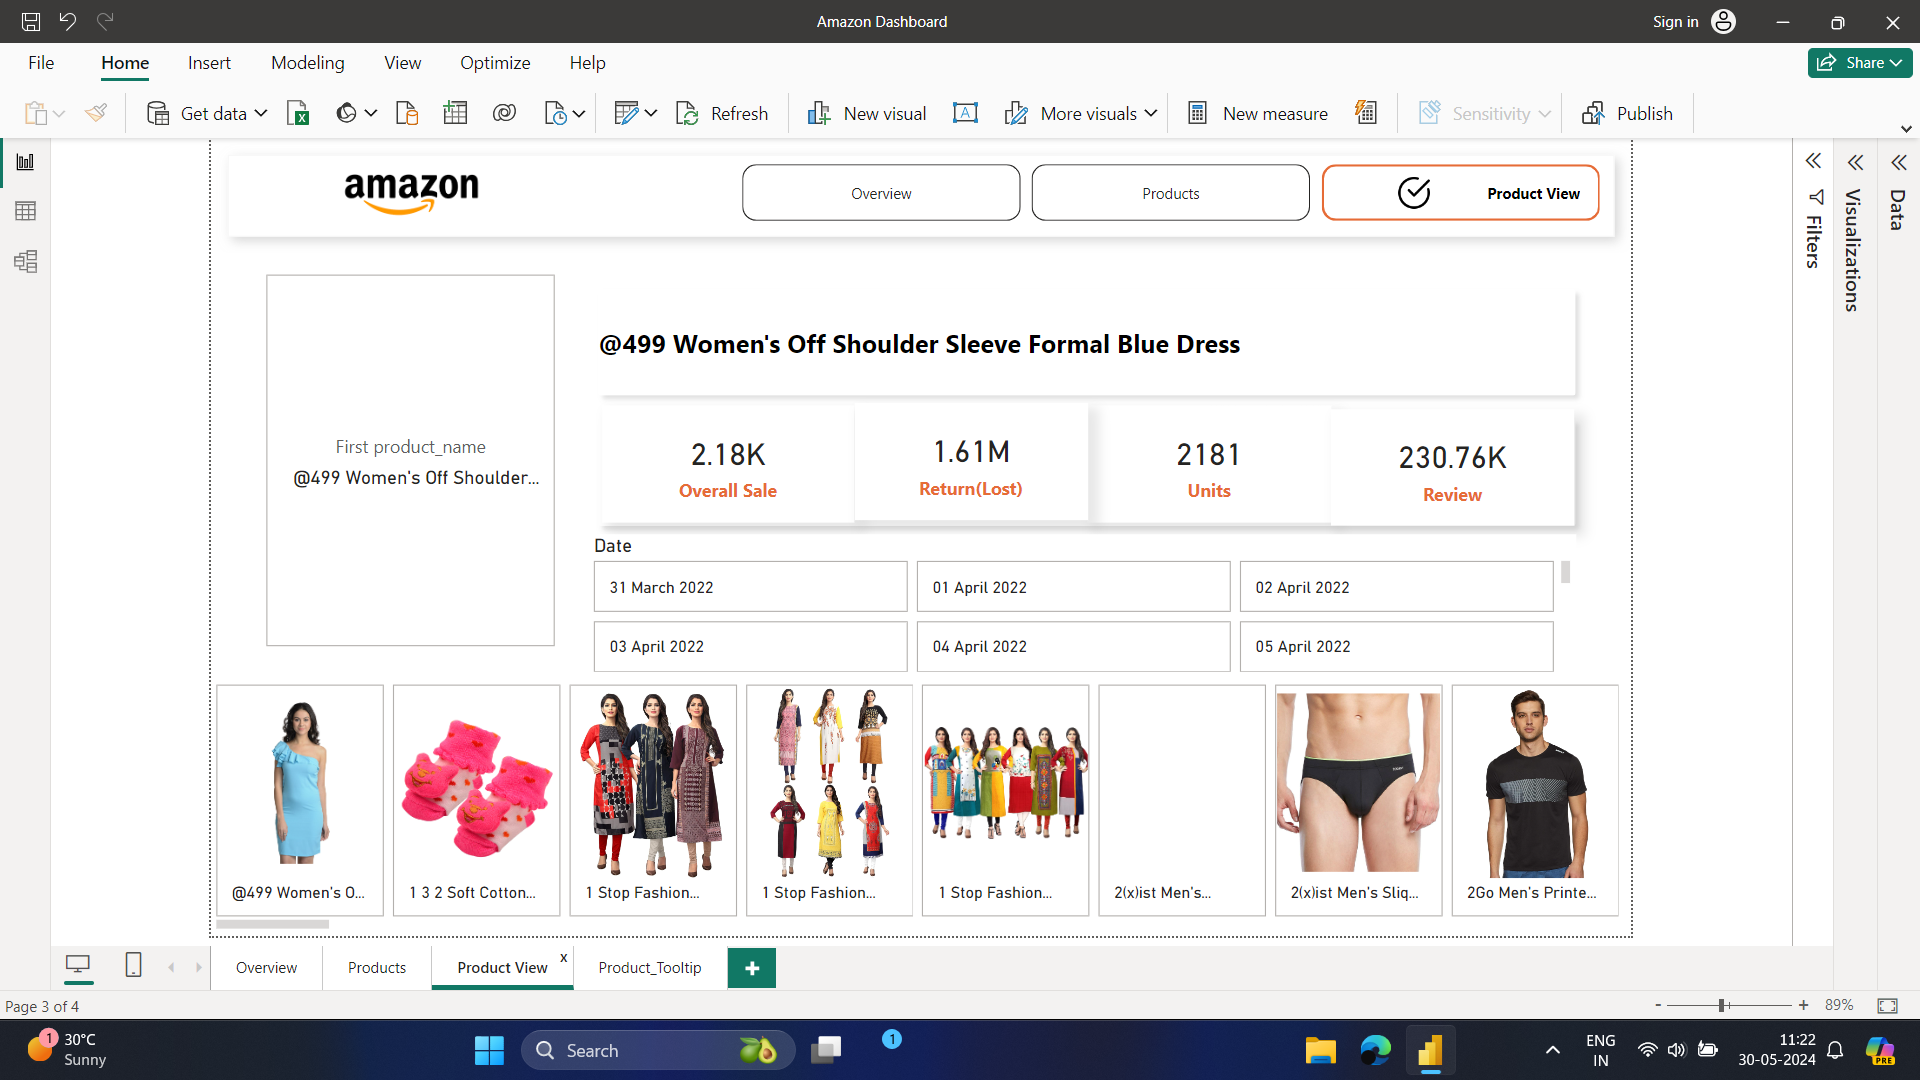 Amazon Dashboard
Sign in
File Home Insert Modeling View Optimize Help
Share
Get data
Refresh
New visual
A
More visuals
New measure
Sensitivity
Publish
amazon
Overview
Products
Product View
Filters
Visualizations
Data
@499 Women's Off Shoulder Sleeve Formal Blue Dress
First product_name
@499 Women's Off Shoulder...
2.18K
Overall Sale
1.61M
Return(Lost)
2181
Units
230.76K
Review
Date
31 March 2022
01 April 2022
02 April 2022
03 April 2022
04 April 2022
05 April 2022
@499 Women's O...
1 3 2 Soft Cotton...
1 Stop Fashion...
1 Stop Fashion...
1 Stop Fashion...
2(x)ist Men's...
2(x)ist Men's Sliq...
2Go Men's Printe...
Overview
Products
Product View
x
Product_Tooltip
+
Page 3 of 4
- + 89%
1
30°C
Sunny
Search
1
ENG
IN
11:22
30-05-2024
PRE